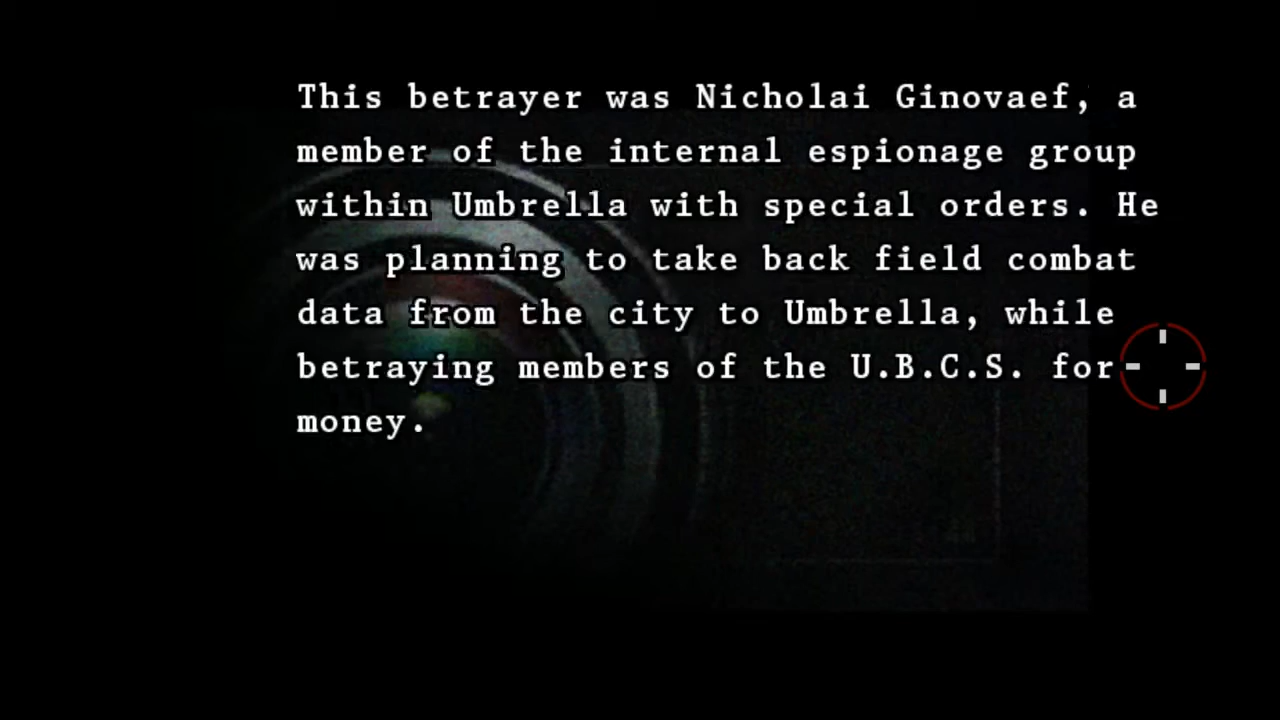 This betrayer was Nicholai Ginovaef, a
member of the internal espionage group
within Umbrella with special orders. He
was planning to take back field combat
data from the city to Umbrella, while
betraying members of the U.B.C.S. for
money.